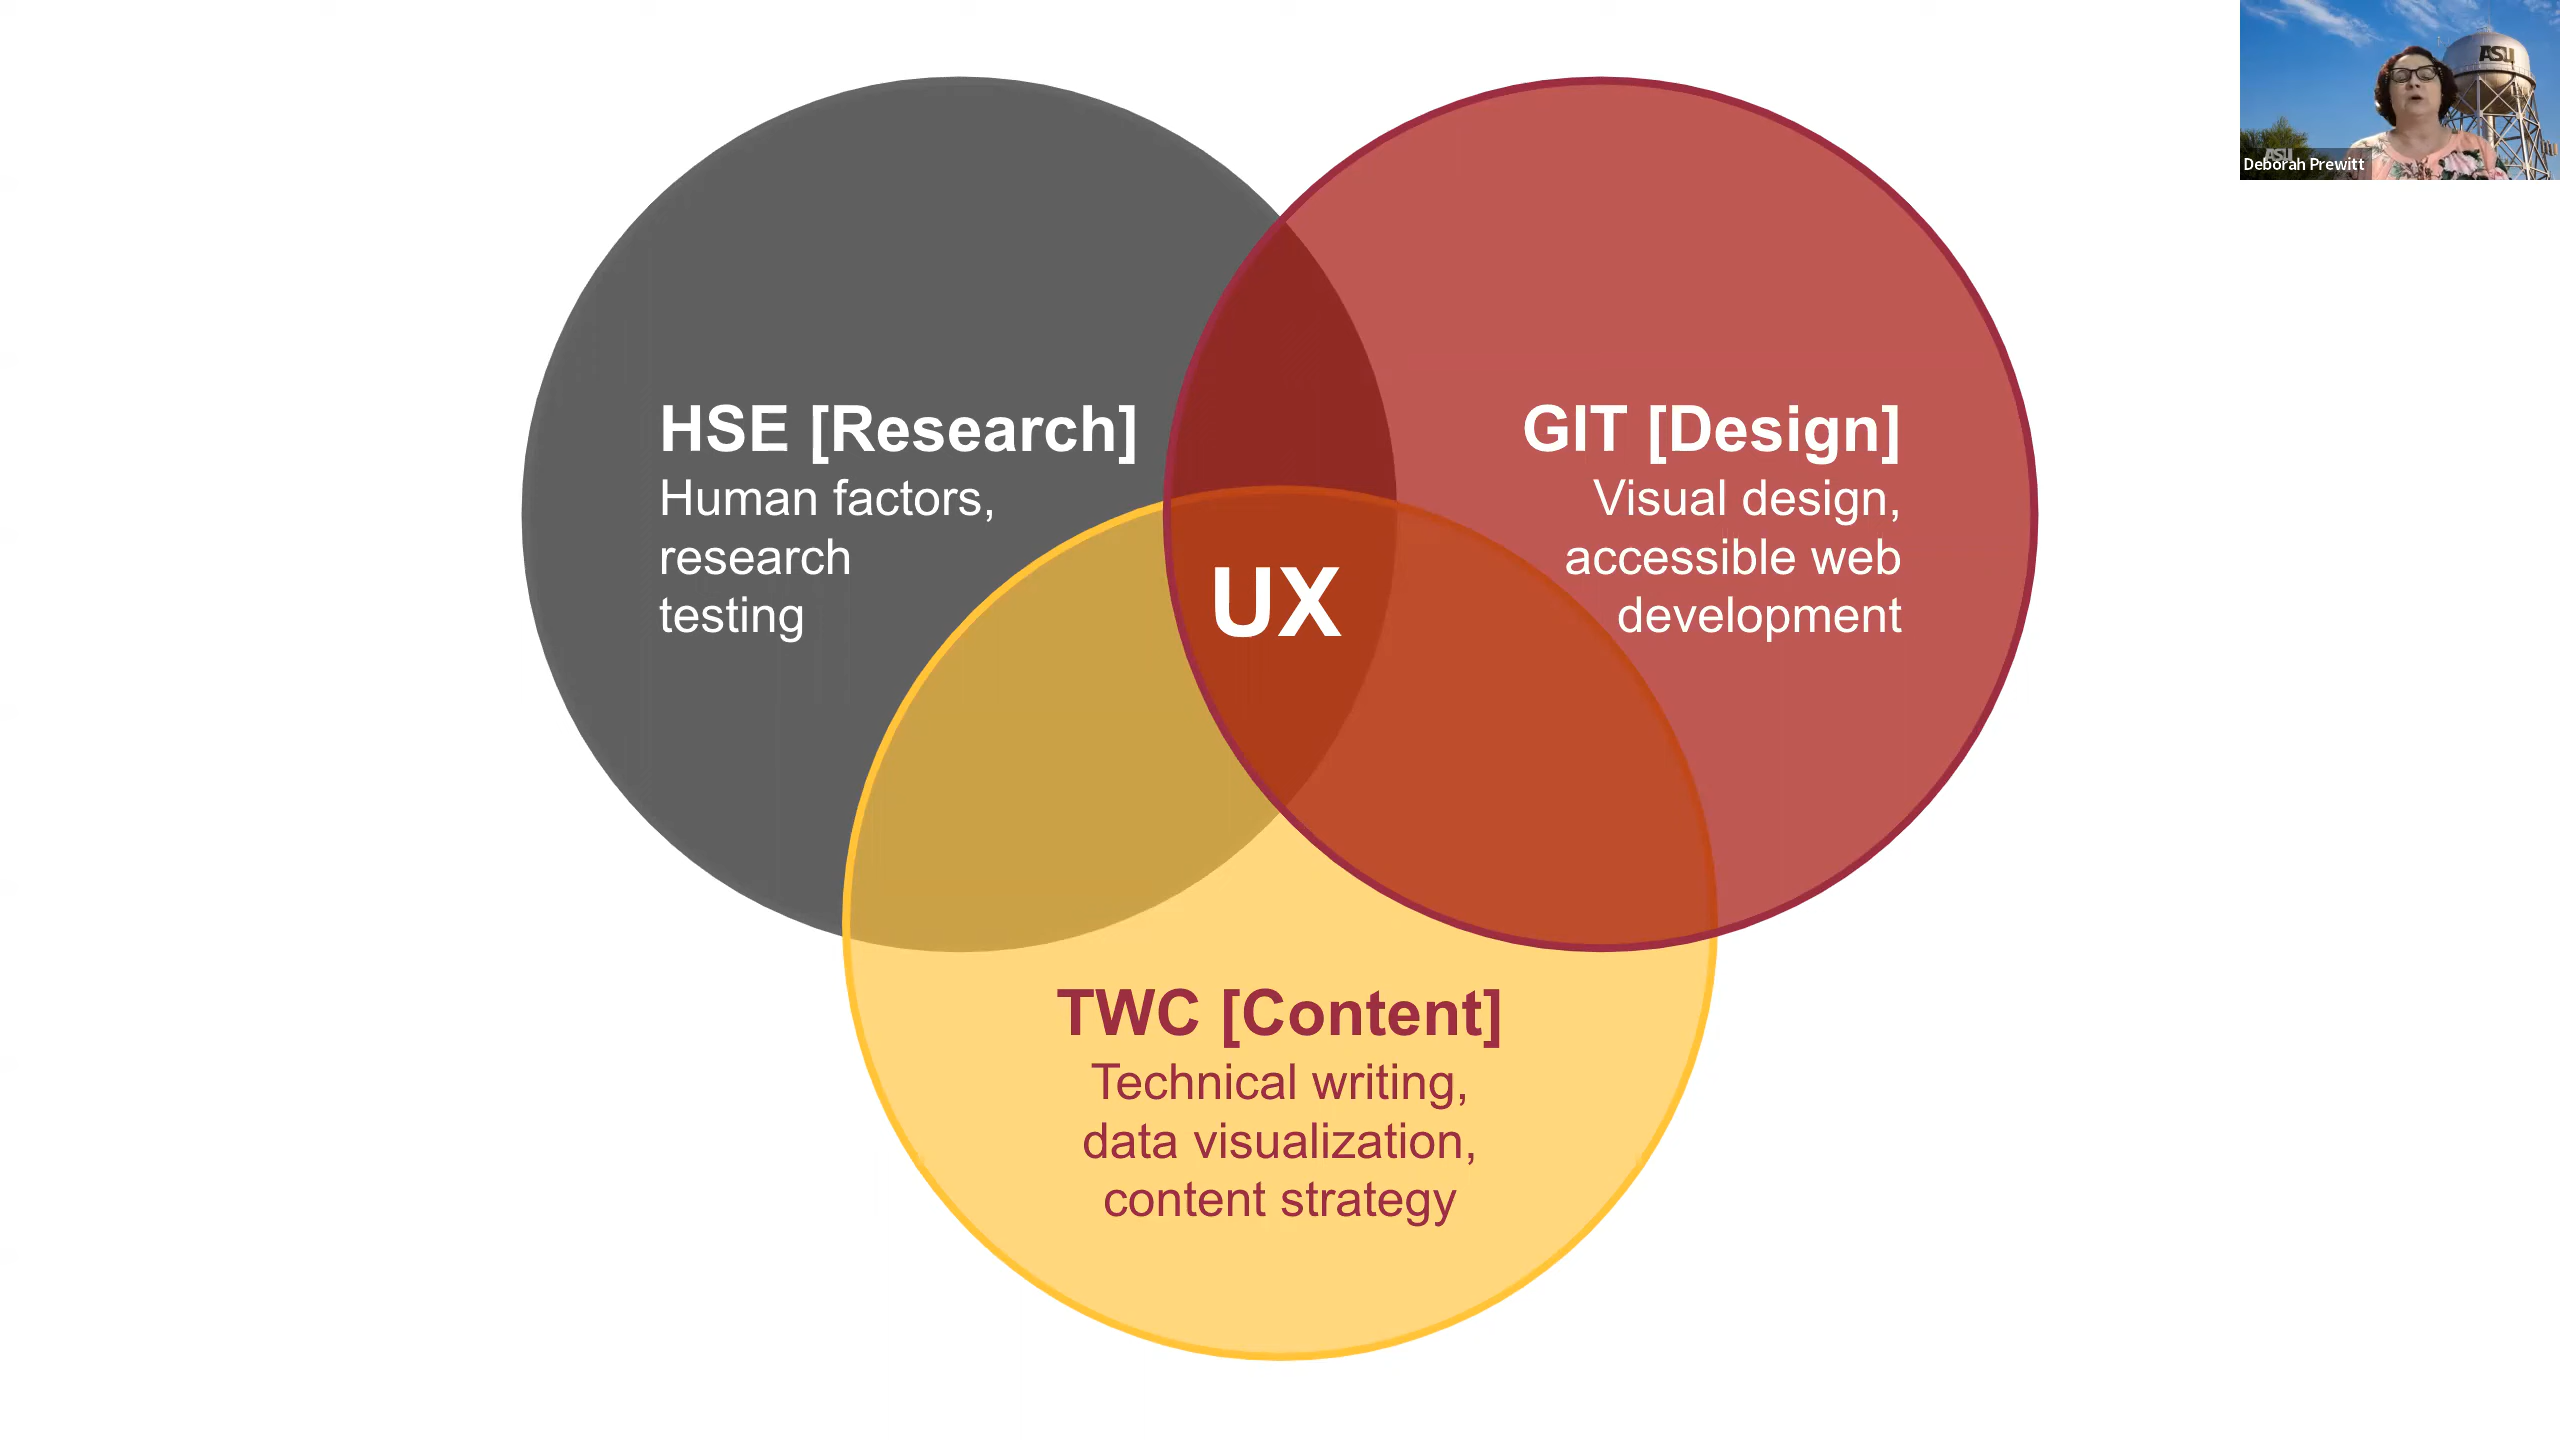 HSE [Research]
Human factors,
research
testing
GIT [Design]
Visual design,
accessible web
development
UX
TWC [Content]
Technical writing,
data visualization,
content strategy
ASU
ASU
Deborah Prewitt